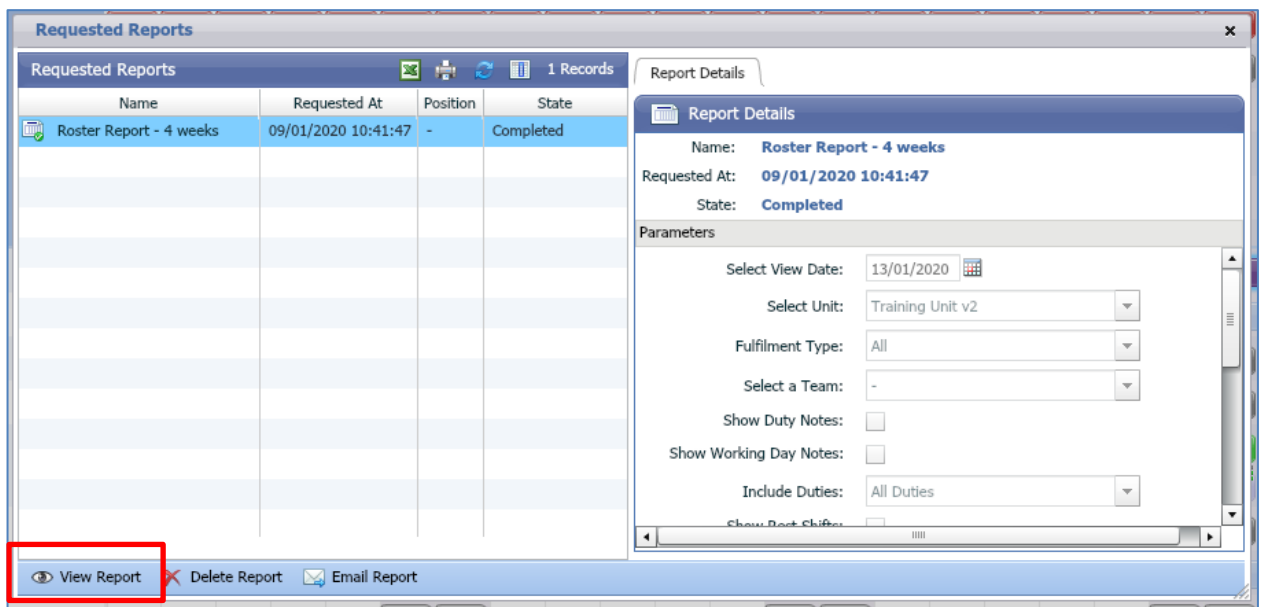 Requested Reports
Requested Reports 1 Records
Name Requested At Position State
Roster Report - 4 weeks 09/01/2020 10:41:47 - Completed
Report Details
Report Details
Name: Roster Report - 4 weeks
Requested At: 09/01/2020 10:41:47
State: Completed
Parameters
Select View Date: 13/01/2020
Select Unit: Training Unit v2
Fulfilment Type: All
Select a Team: -
Show Duty Notes:
Show Working Day Notes:
Include Duties: All Duties
Show Rest Shifts:
View Report Delete Report Email Report